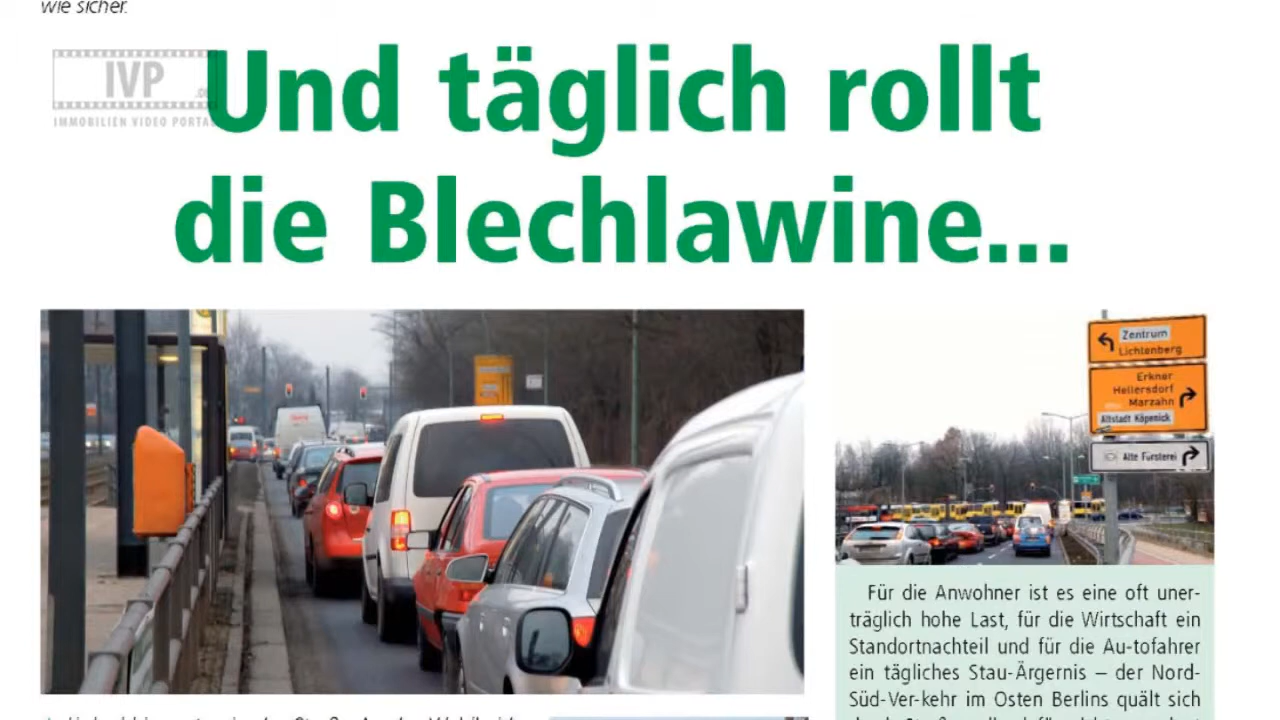 wie sicher.
IVP
IMMOBILIEN VIDEO PORTAL
Und täglich rollt
die Blechlawine...
Zentrum
Lichtenberg
Erkner
Hellersdorf
Marzahn
Altstadt Köpenick
Alte Försterei
Für die Anwohner ist es eine oft uner-
träglich hohe Last, für die Wirtschaft ein
Standortnachteil und für die Au-tofahrer
ein tägliches Stau-Ärgernis – der Nord-
Süd-Ver-kehr im Osten Berlins quält sich